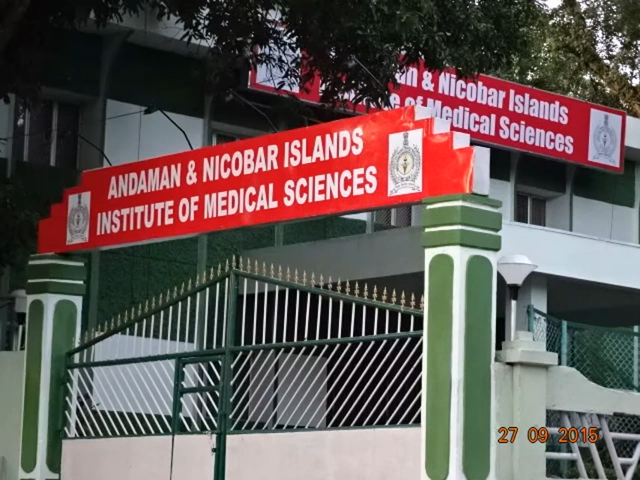 & Nicobar Islands
of Medical Sciences
ANDAMAN & NICOBAR ISLANDS
INSTITUTE OF MEDICAL SCIENCES
27 09 2015